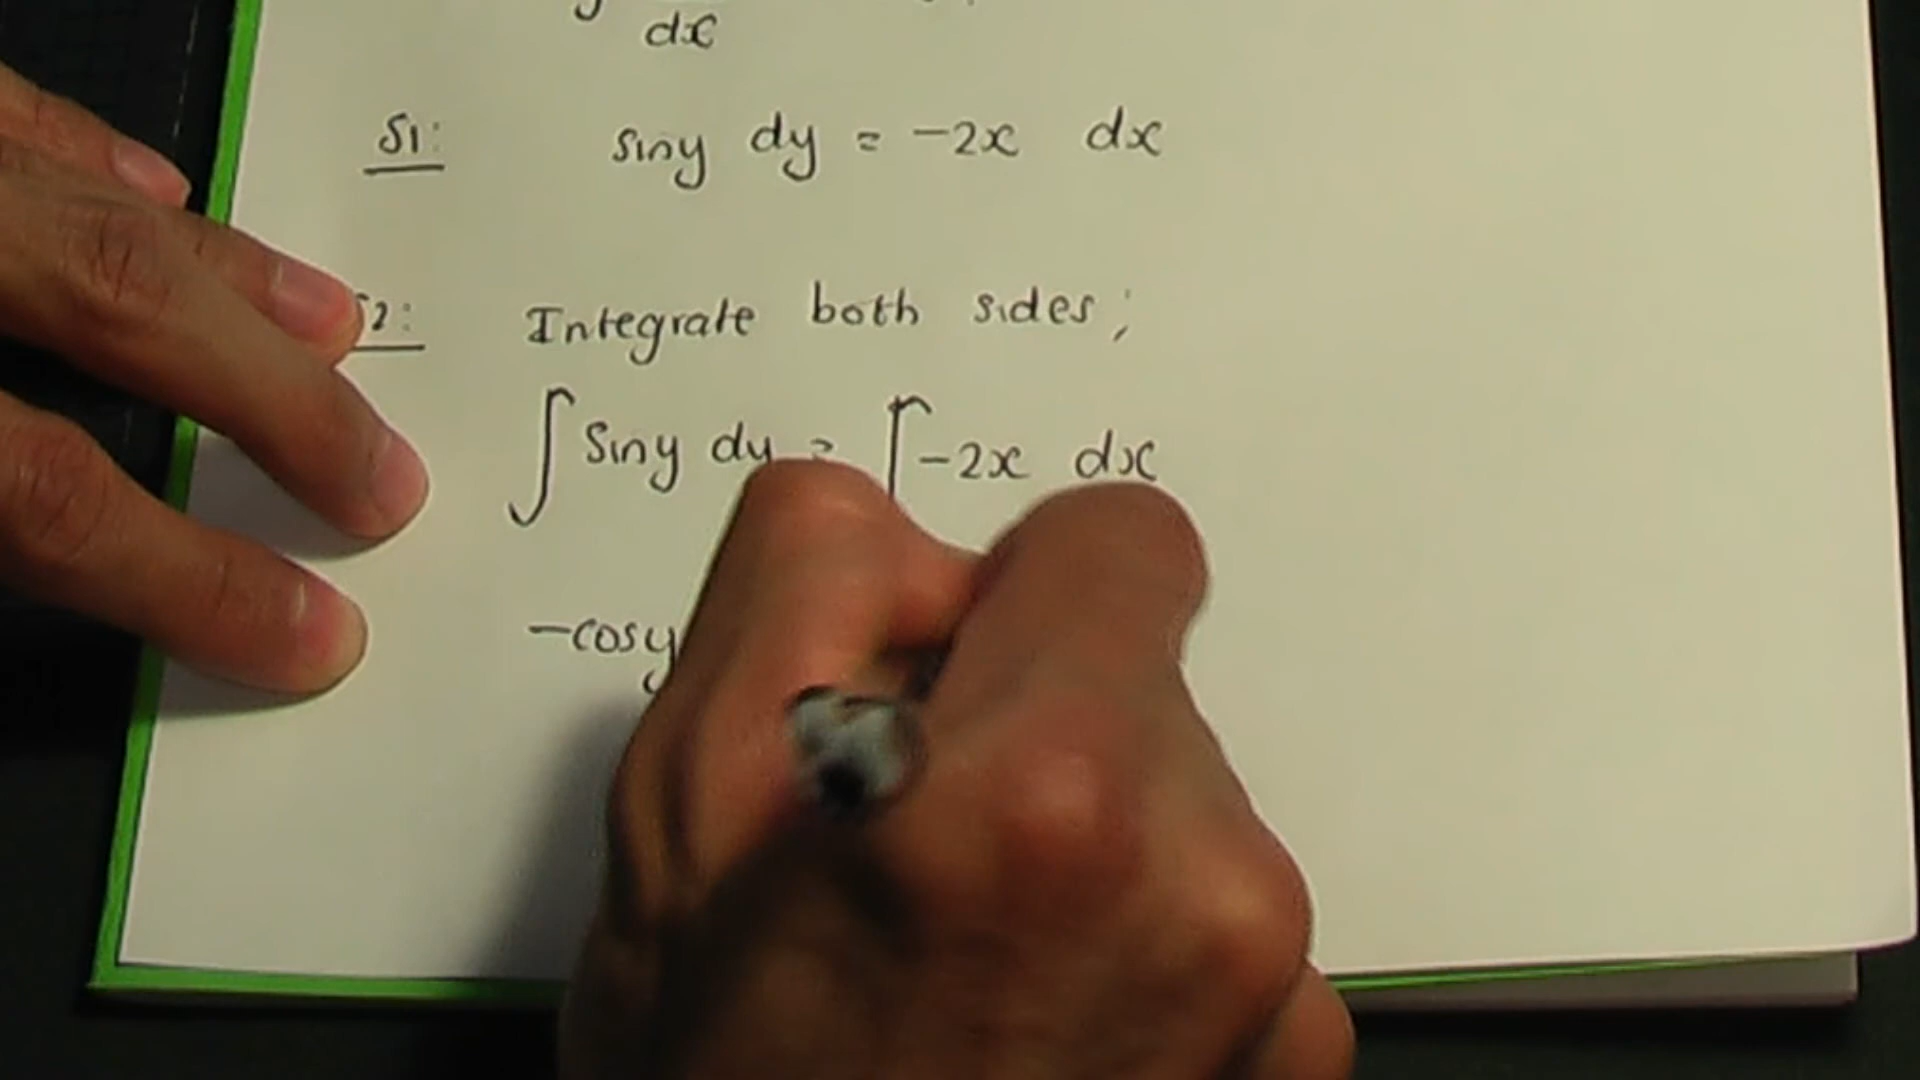 dx
S1: siny dy = -2x dx
S2: Integrate both sides;
∫ Siny dy = ∫ -2x dx
-cosy